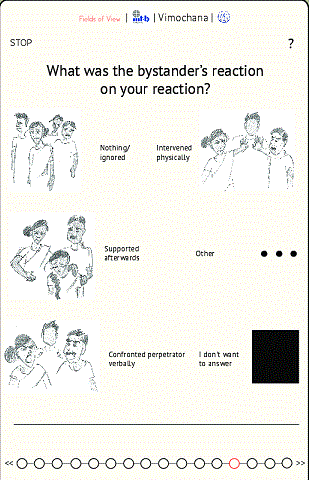 Fields of View | iiit-b | Vimochana |
STOP ?
What was the bystander's reaction
on your reaction?
Nothing/
ignored
Intervened
physically
Supported
afterwards
Other
Confronted perpetrator
verbally
I don't want
to answer
<< >>